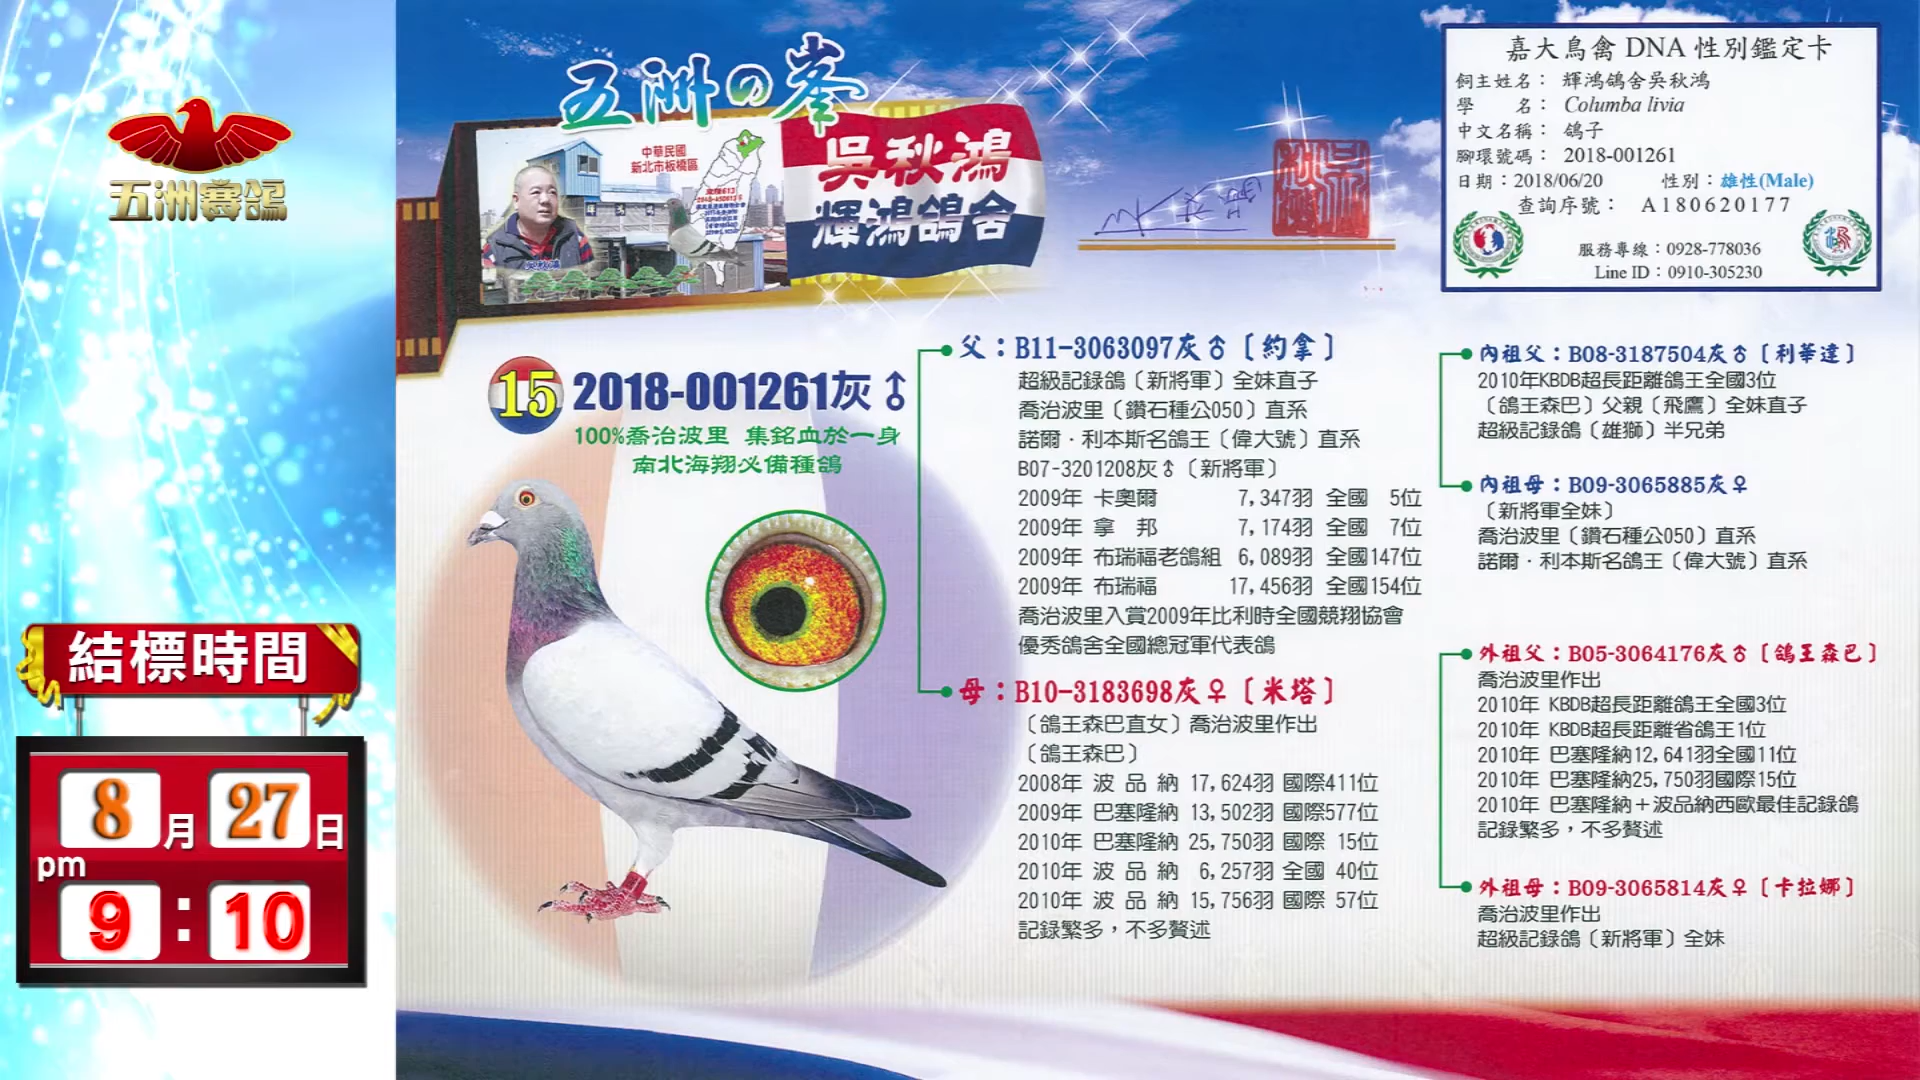 五洲賽鴿
結標時間
8月27日
pm
9:10
五洲の峯
中華民國
新北市板橋區
吳秋鴻
輝鴻鴿舍
嘉大鳥禽 DNA 性別鑑定卡
飼主姓名： 輝鴻鴿舍吳秋鴻
學 名： Columba livia
中文名稱： 鴿子
腳環號碼： 2018-001261
日期：2018/06/20 性別：雄性(Male)
查詢序號： A180620177
服務專線：0928-778036
Line ID：0910-305230
15 2018-001261灰♂
100%喬治波里 集銘血於一身
南北海翔必備種鴿
父：B11-3063097灰♂〔約拿〕
超級記錄鴿〔新將軍〕全妹直子
喬治波里〔鑽石種公050〕直系
諾爾．利本斯名鴿王〔偉大號〕直系
B07-3201208灰♂〔新將軍〕
2009年 卡奧爾 7,347羽 全國 5位
2009年 拿 邦 7,174羽 全國 7位
2009年 布瑞福老鴿組 6,089羽 全國147位
2009年 布瑞福 17,456羽 全國154位
喬治波里入賞2009年比利時全國競翔協會
優秀鴿舍全國總冠軍代表鴿
母：B10-3183698灰♀〔米塔〕
〔鴿王森巴直女〕喬治波里作出
〔鴿王森巴〕
2008年 波 品 納 17,624羽 國際411位
2009年 巴塞隆納 13,502羽 國際577位
2010年 巴塞隆納 25,750羽 國際 15位
2010年 波 品 納 6,257羽 全國 40位
2010年 波 品 納 15,756羽 國際 57位
記錄繁多，不多贅述
內祖父：B08-3187504灰♂〔利華達〕
2010年KBDB超長距離鴿王全國3位
〔鴿王森巴〕父親〔飛鷹〕全妹直子
超級記錄鴿〔雄獅〕半兄弟
內祖母：B09-3065885灰♀
〔新將軍全妹〕
喬治波里〔鑽石種公050〕直系
諾爾．利本斯名鴿王〔偉大號〕直系
外祖父：B05-3064176灰♂〔鴿王森巴〕
喬治波里作出
2010年 KBDB超長距離鴿王全國3位
2010年 KBDB超長距離省鴿王1位
2010年 巴塞隆納12,641羽全國11位
2010年 巴塞隆納25,750羽國際15位
2010年 巴塞隆納＋波品納西歐最佳記錄鴿
記錄繁多，不多贅述
外祖母：B09-3065814灰♀〔卡拉娜〕
喬治波里作出
超級記錄鴿〔新將軍〕全妹